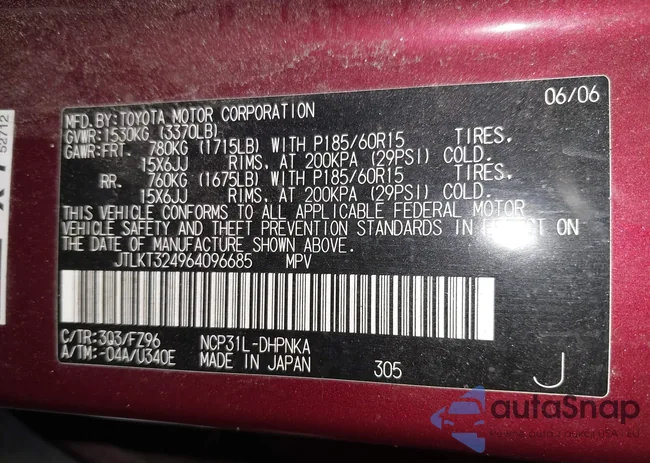 52712
06/06
MFD. BY: TOYOTA MOTOR CORPORATION
GVWR: 1530KG (3370LB)
GAWR: FRT. 780KG (1715LB) WITH P185/60R15 TIRES.
15X6JJ RIMS. AT 200KPA (29PSI) COLD.
RR. 760KG (1675LB) WITH P185/60R15 TIRES.
15X6JJ RIMS. AT 200KPA (29PSI) COLD.
THIS VEHICLE CONFORMS TO ALL APPLICABLE FEDERAL MOTOR
VEHICLE SAFETY AND THEFT PREVENTION STANDARDS IN EFFECT ON
THE DATE OF MANUFACTURE SHOWN ABOVE.
JTLKT324964096685 MPV
C/TR: 3Q3/FZ96 NCP31L-DHPNKA
A/TM: -04A/U340E MADE IN JAPAN 305 J
autaSnap